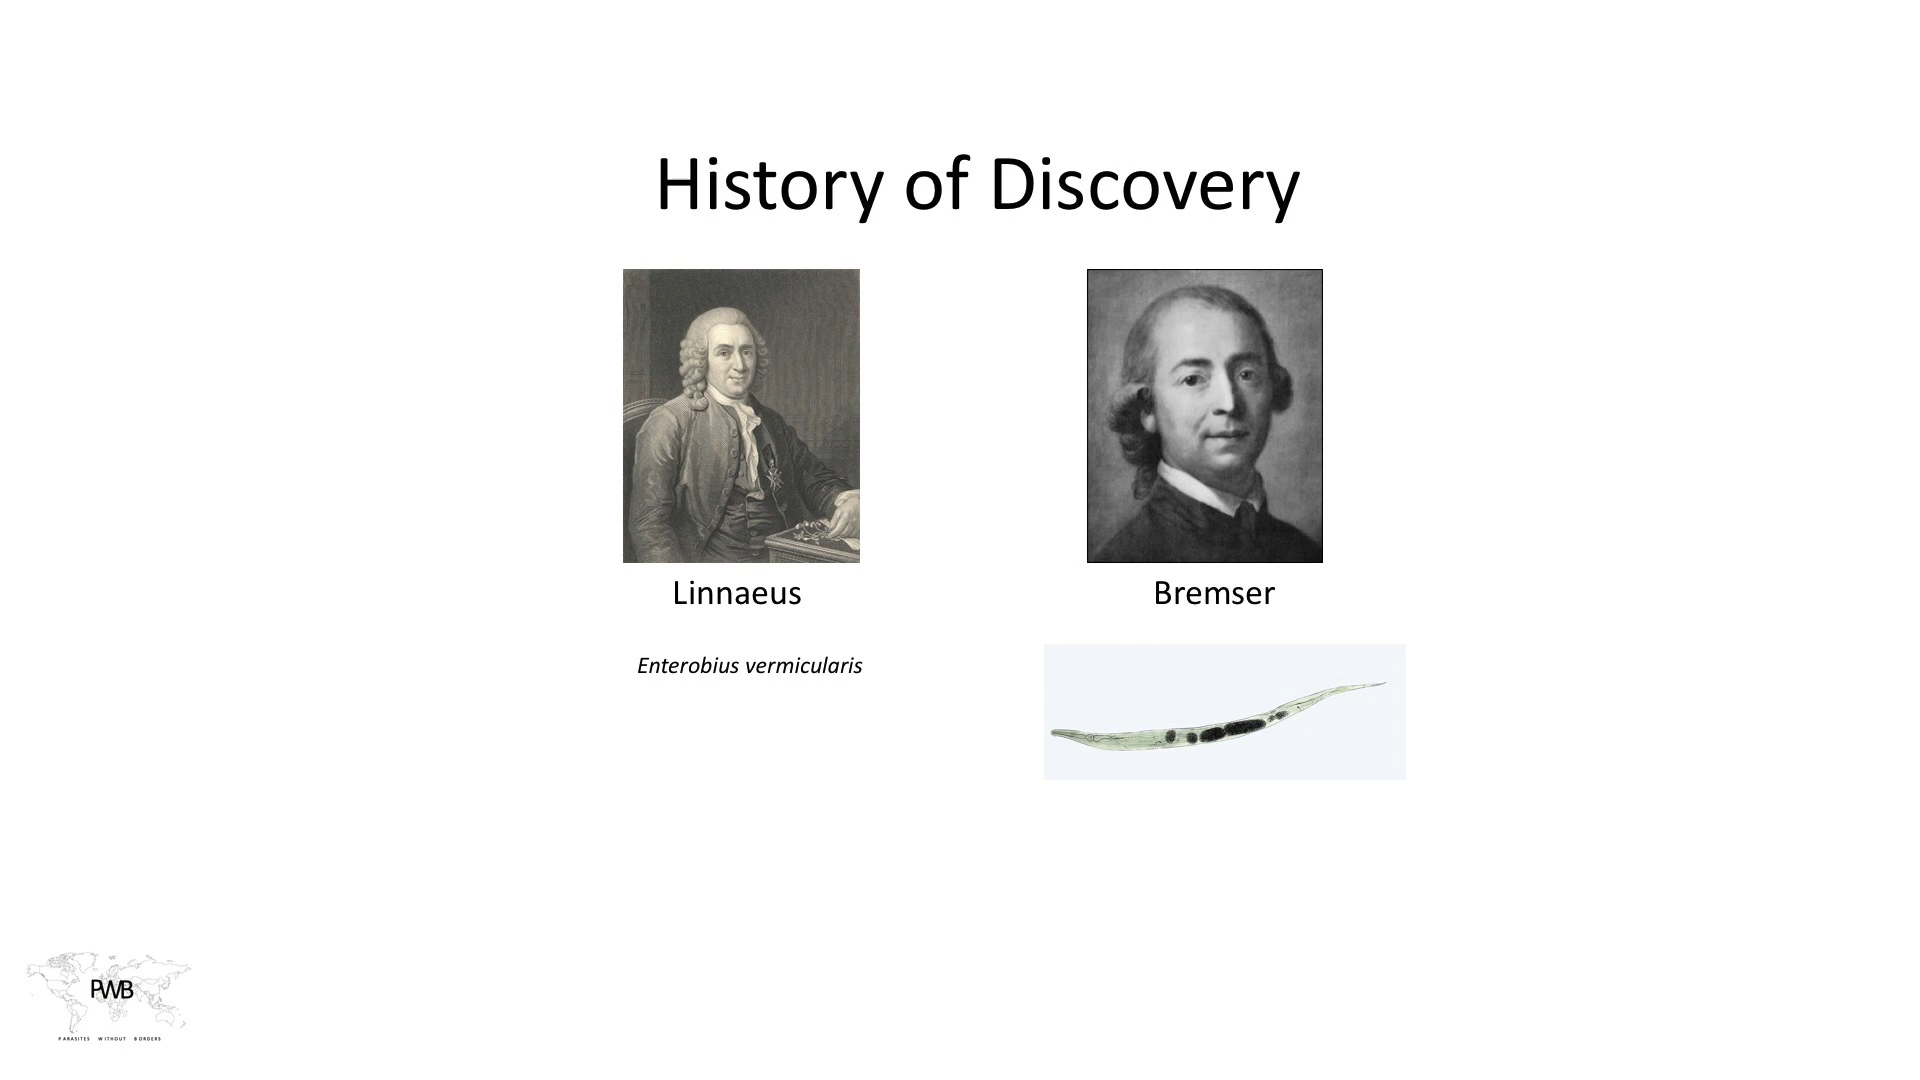 History of Discovery
Linnaeus
Bremser
Enterobius vermicularis
PWB
PARASITES WITHOUT BORDERS